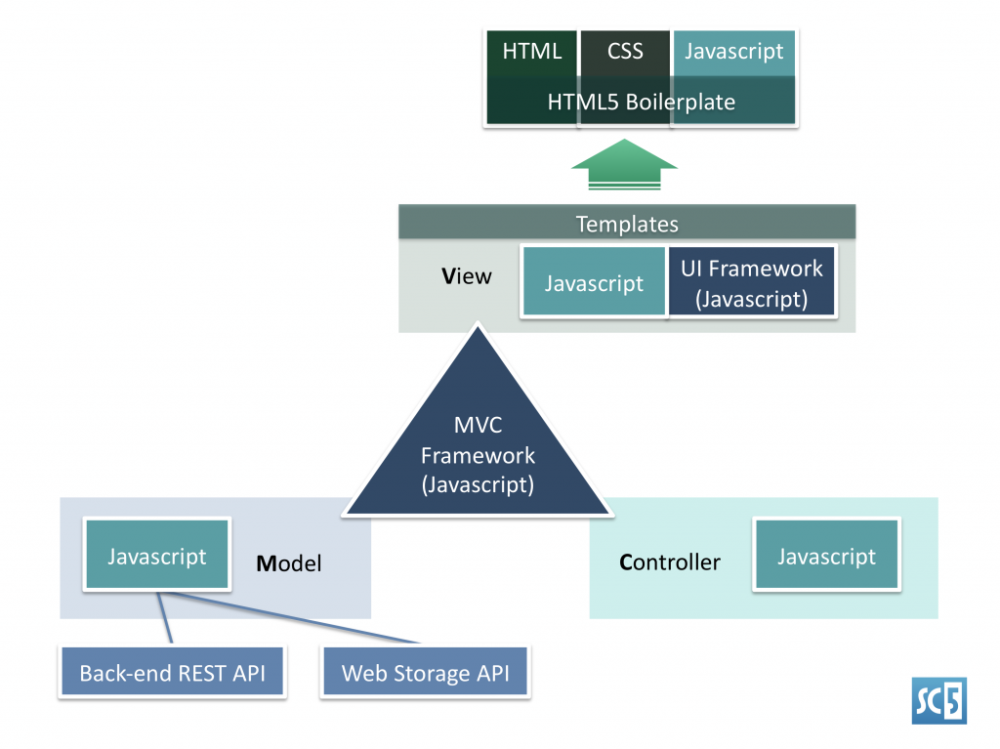 HTML CSS Javascript
HTML5 Boilerplate
Templates
View
Javascript
UI Framework
(Javascript)
MVC
Framework
(Javascript)
Javascript
Model
Controller
Javascript
Back-end REST API
Web Storage API
SC5